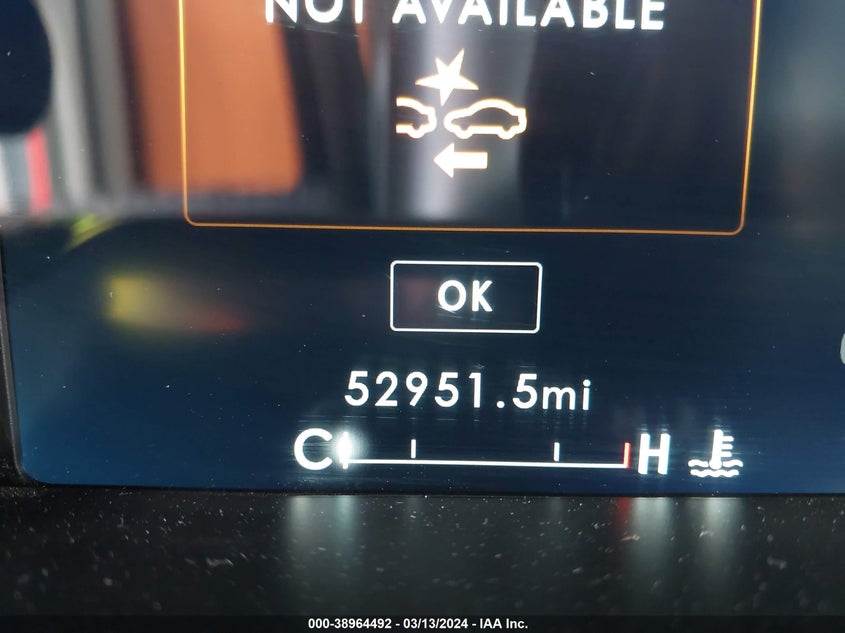 NOT AVAILABLE
OK
52951.5mi
C H
000-38964492 - 03/13/2024 - IAA Inc.